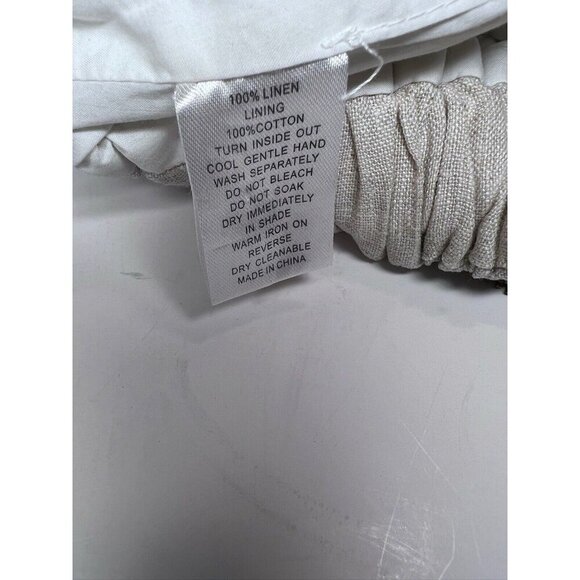 100% LINEN
LINING
100%COTTON
TURN INSIDE OUT
COOL GENTLE HAND
WASH SEPARATELY
DO NOT BLEACH
DO NOT SOAK
DRY IMMEDIATELY
IN SHADE
WARM IRON ON
REVERSE
DRY CLEANABLE
MADE IN CHINA